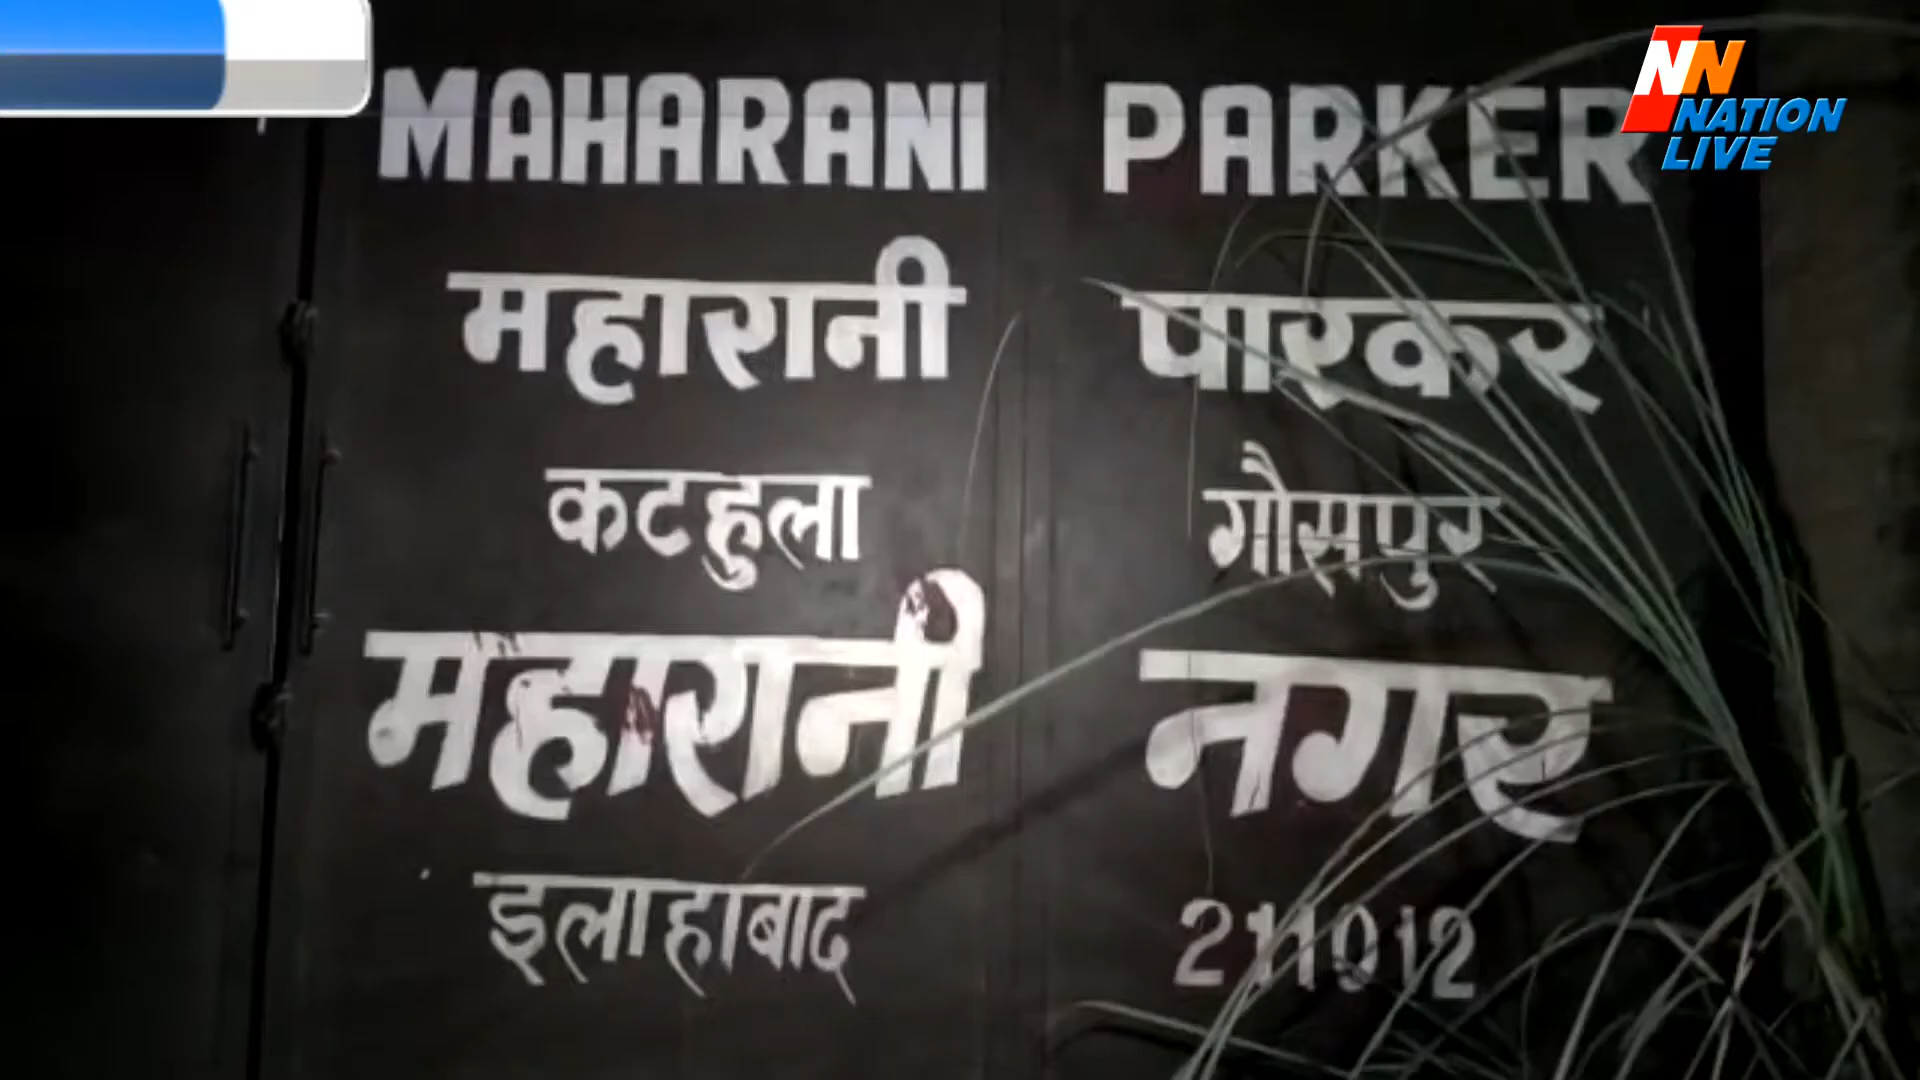 MAHARANI PARKER
महारानी पारकर
कटहुला गौसपुर
महारानी नगर
इलाहाबाद 211012
NN
NATION
LIVE